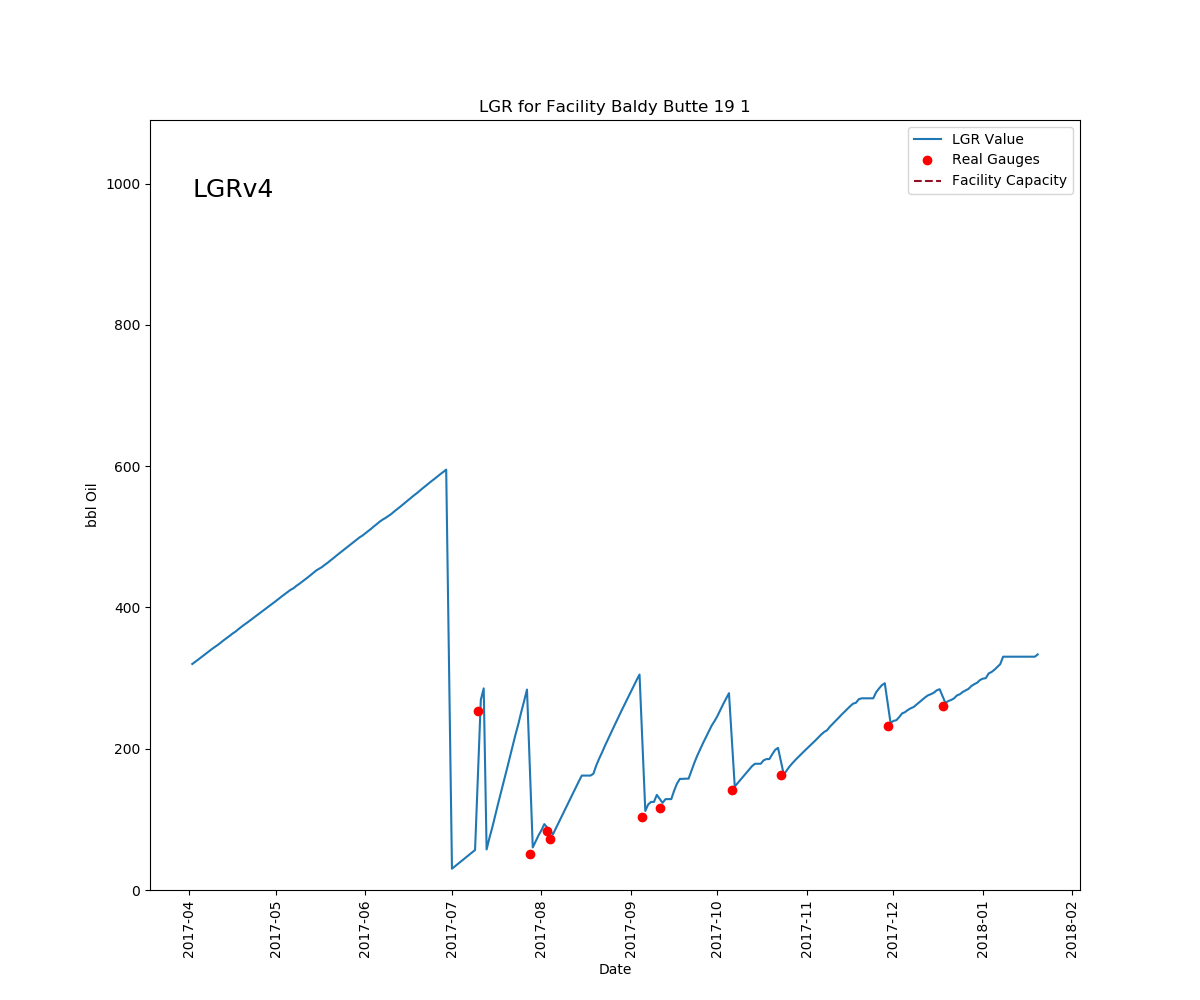 LGR for Facility Baldy Butte 19 1
LGRv4
LGR Value
Real Gauges
Facility Capacity
bbl Oil
1000
800
600
400
200
0
2017-04
2017-05
2017-06
2017-07
2017-08
2017-09
2017-10
2017-11
2017-12
2018-01
2018-02
Date